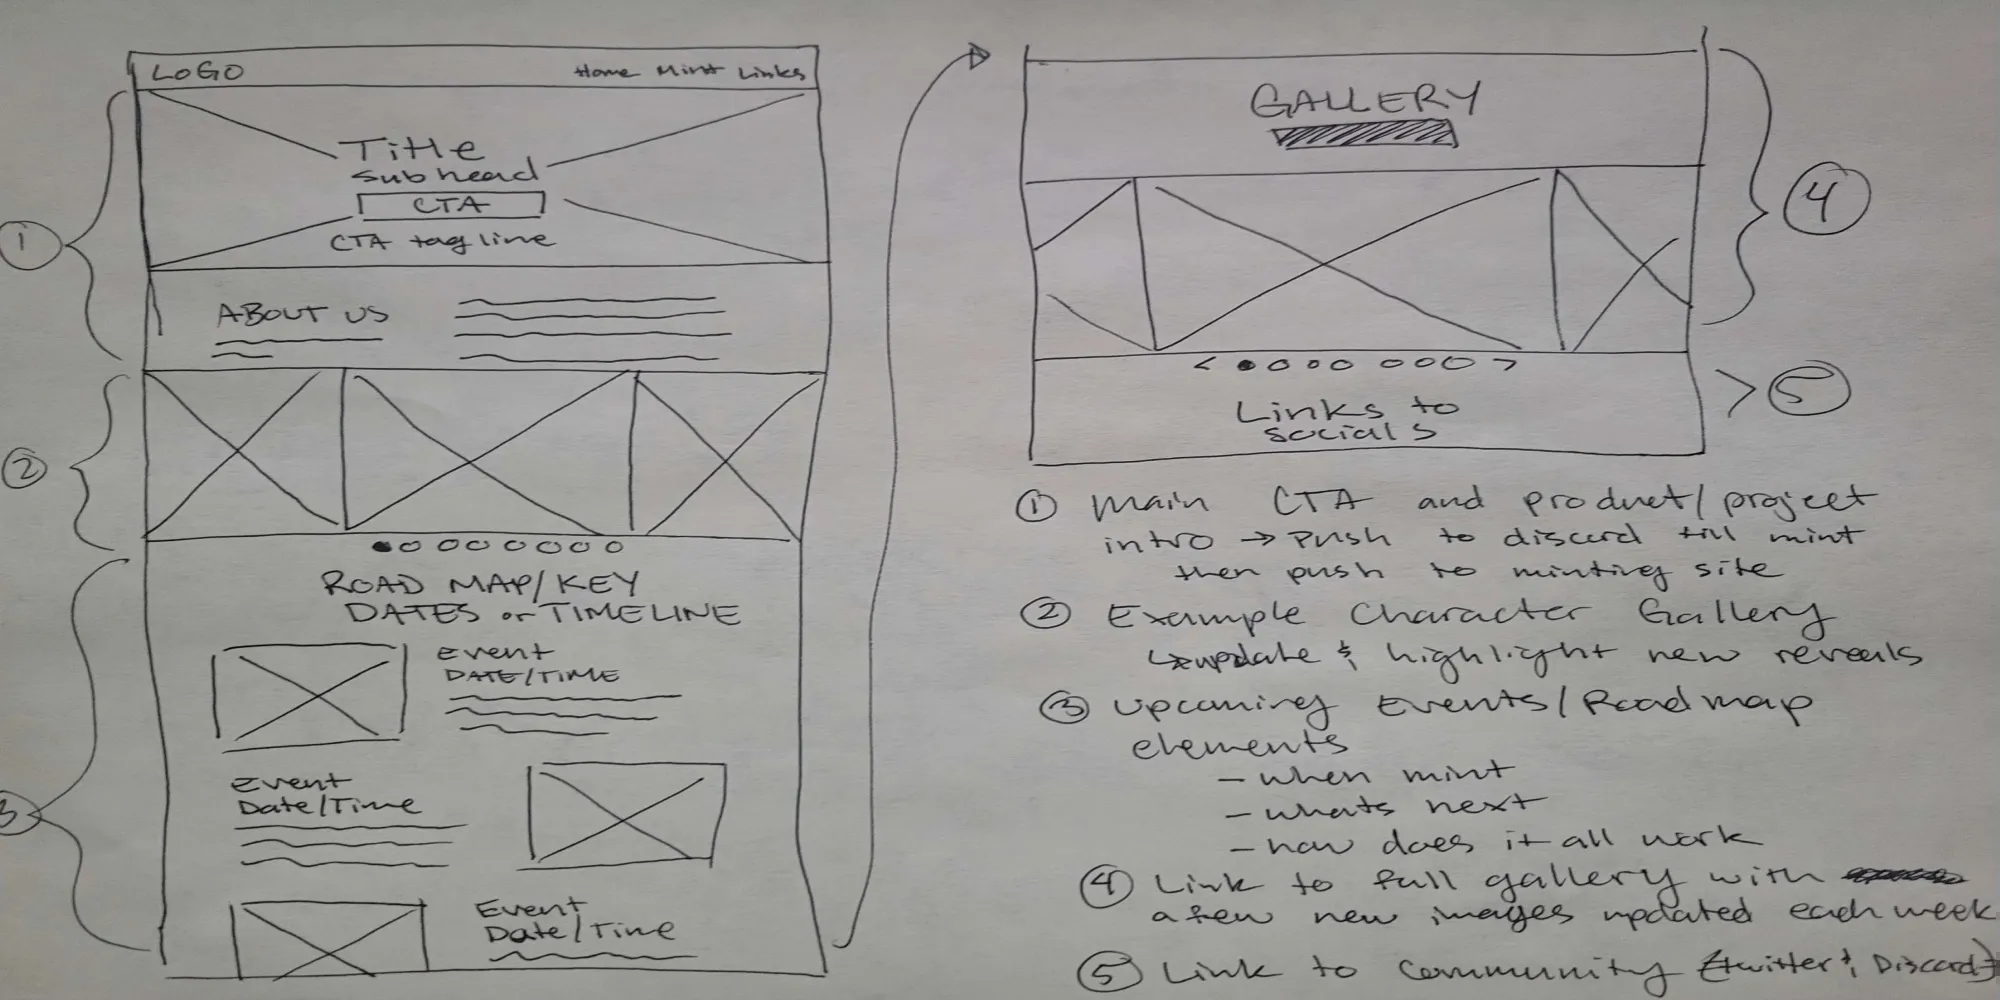 LOGO Home Mint Links
Title
Subhead
CTA
CTA tag line
1
ABOUT US
2
ROAD MAP/KEY
DATES or TIMELINE
Event
DATE/TIME
Event
Date/Time
3
Event
Date/Time
GALLERY
4
< >
5
Links to
socials
1 Main CTA and product/project
intro → push to discord till mint
then push to minting site
2 Example Character Gallery
↳ update & highlight new reveals
3 Upcoming Events/Roadmap
elements
- when mint
- whats next
- how does it all work
4 Link to full gallery with
a few new images updated each week
5 Link to community (twitter & Discord)